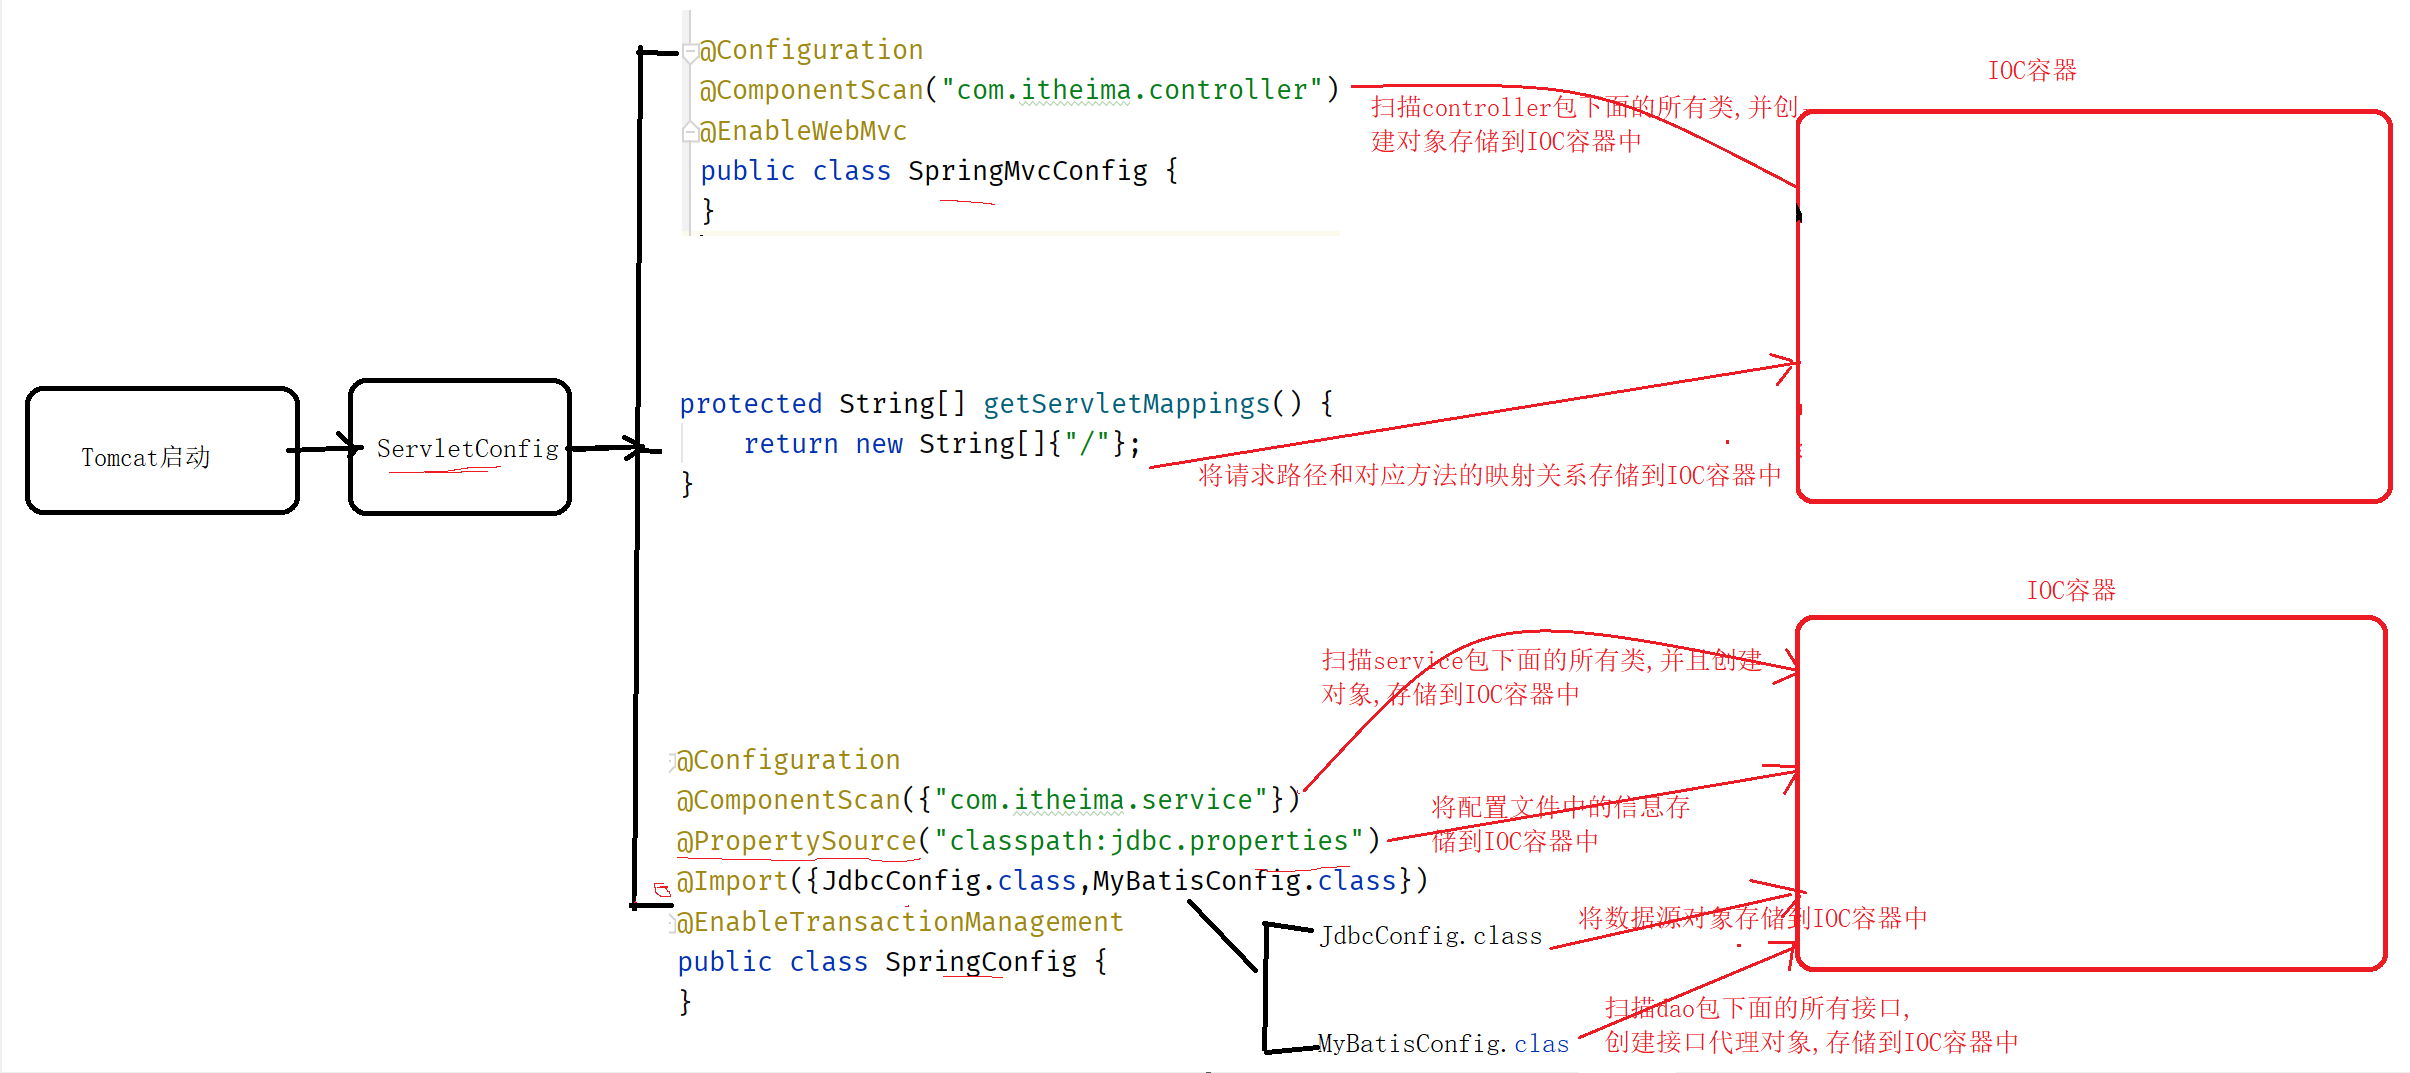 @Configuration
@ComponentScan("com.itheima.controller")
@EnableWebMvc
public class SpringMvcConfig {
}
扫描controller包下面的所有类,并创
建对象存储到IOC容器中
IOC容器
Tomcat启动
ServletConfig
protected String[] getServletMappings() {
return new String[]{"/"};
}
将请求路径和对应方法的映射关系存储到IOC容器中
IOC容器
扫描service包下面的所有类,并且创建
对象,存储到IOC容器中
@Configuration
@ComponentScan({"com.itheima.service"})
@PropertySource("classpath:jdbc.properties")
@Import({JdbcConfig.class,MyBatisConfig.class})
@EnableTransactionManagement
public class SpringConfig {
}
将配置文件中的信息存
储到IOC容器中
JdbcConfig.class
将数据源对象存储到IOC容器中
MyBatisConfig.clas
扫描dao包下面的所有接口,
创建接口代理对象,存储到IOC容器中